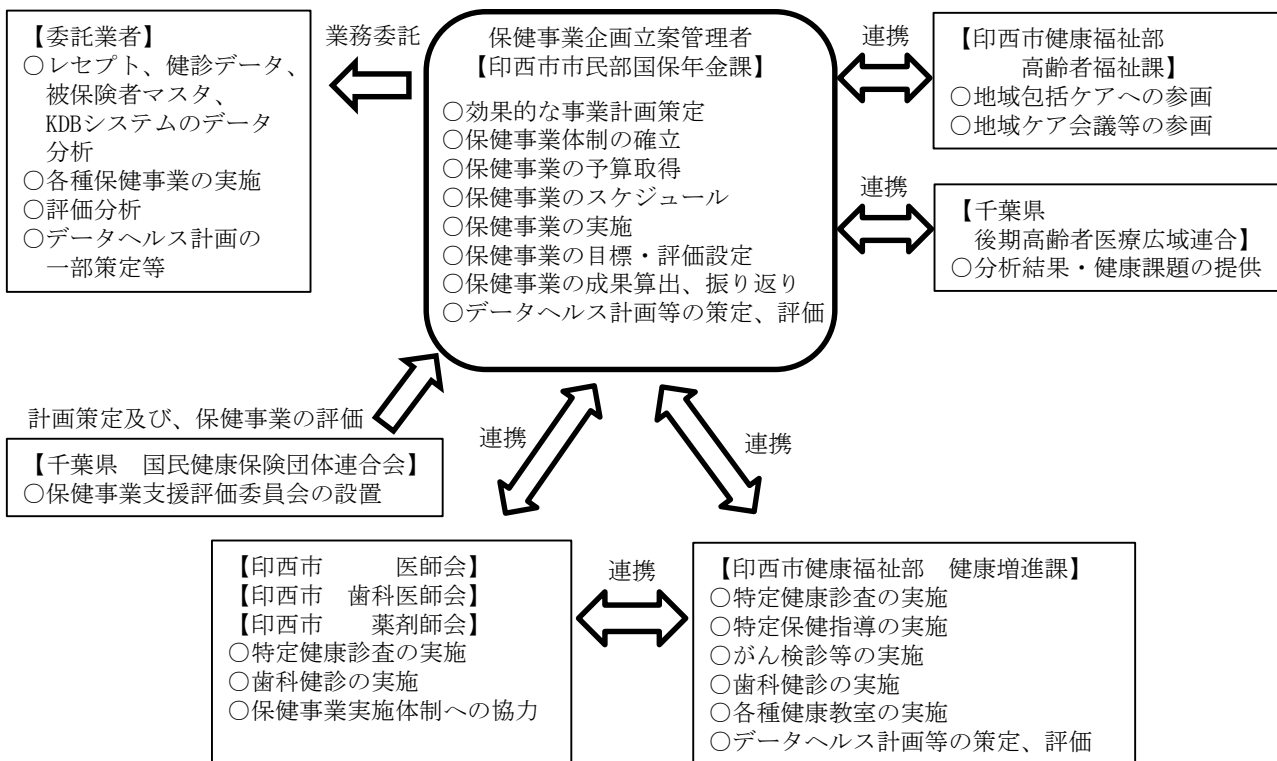 【委託業者】
○レセプト、健診データ、
被保険者マスタ、
KDBシステムのデータ
分析
○各種保健事業の実施
○評価分析
○データヘルス計画の
一部策定等
業務委託
保健事業企画立案管理者
【印西市市民部国保年金課】
○効果的な事業計画策定
○保健事業体制の確立
○保健事業の予算取得
○保健事業のスケジュール
○保健事業の実施
○保健事業の目標・評価設定
○保健事業の成果算出、振り返り
○データヘルス計画等の策定、評価
連携
【印西市健康福祉部
高齢者福祉課】
○地域包括ケアへの参画
○地域ケア会議等の参画
連携
【千葉県
後期高齢者医療広域連合】
○分析結果・健康課題の提供
計画策定及び、保健事業の評価
【千葉県　国民健康保険団体連合会】
○保健事業支援評価委員会の設置
連携
連携
【印西市　　　医師会】
【印西市　歯科医師会】
【印西市　　薬剤師会】
○特定健康診査の実施
○歯科健診の実施
○保健事業実施体制への協力
連携
【印西市健康福祉部　健康増進課】
○特定健康診査の実施
○特定保健指導の実施
○がん検診等の実施
○歯科健診の実施
○各種健康教室の実施
○データヘルス計画等の策定、評価